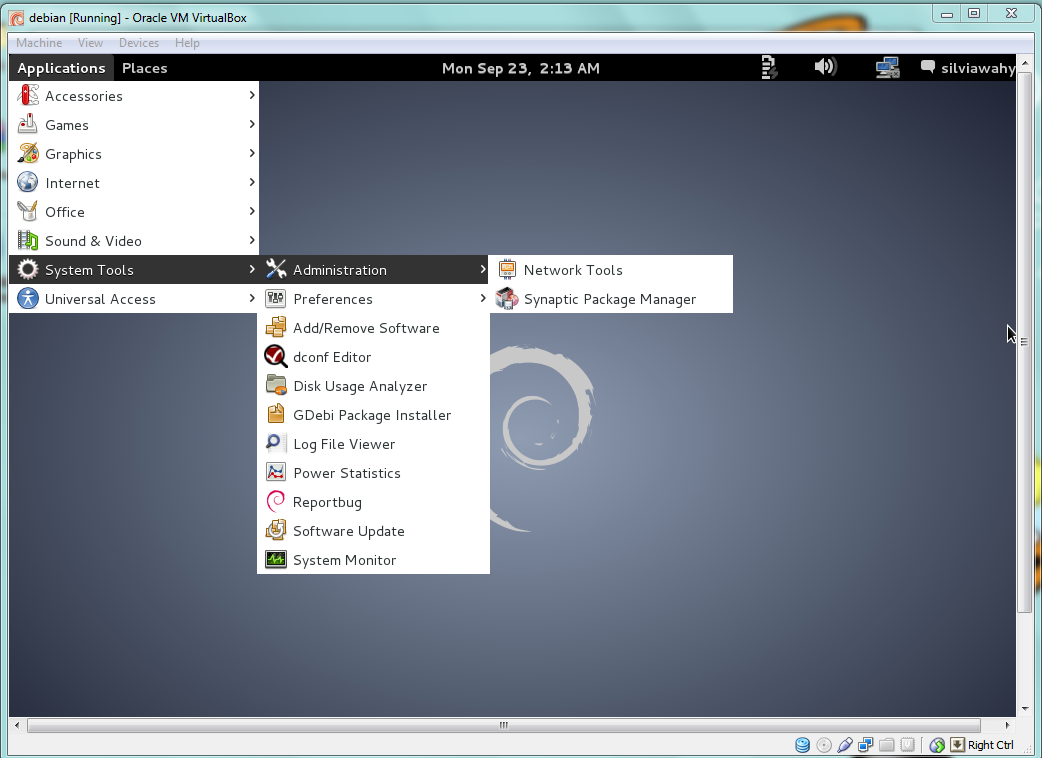 debian [Running] - Oracle VM VirtualBox
Machine View Devices Help
Applications Places Mon Sep 23, 2:13 AM silviawahy
Accessories
Games
Graphics
Internet
Office
Sound & Video
System Tools Administration Network Tools
Universal Access Preferences Synaptic Package Manager
Add/Remove Software
dconf Editor
Disk Usage Analyzer
GDebi Package Installer
Log File Viewer
Power Statistics
Reportbug
Software Update
System Monitor
Right Ctrl